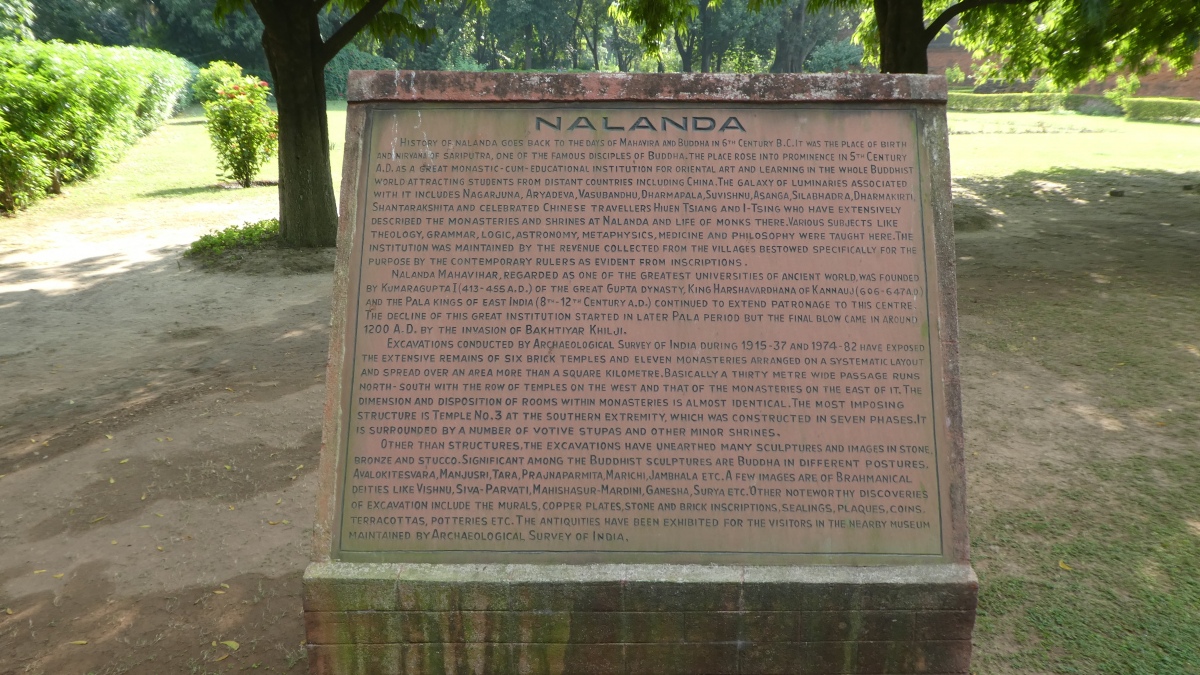 NALANDA
HISTORY OF NALANDA GOES BACK TO THE DAYS OF MAHAVIRA AND BUDDHA IN 6TH CENTURY B.C.IT WAS THE PLACE OF BIRTH
AND NIRVANA OF SARIPUTRA, ONE OF THE FAMOUS DISCIPLES OF BUDDHA.THE PLACE ROSE INTO PROMINENCE IN 5TH CENTURY
A.D. AS A GREAT MONASTIC-CUM-EDUCATIONAL INSTITUTION FOR ORIENTAL ART AND LEARNING IN THE WHOLE BUDDHIST
WORLD ATTRACTING STUDENTS FROM DISTANT COUNTRIES INCLUDING CHINA.THE GALAXY OF LUMINARIES ASSOCIATED
WITH IT INCLUDES NAGARJUNA, ARYADEVA, VASUBANDHU,DHARMAPALA,SUVISHNU,ASANGA,SILABHADRA,DHARMAKIRTI,
SHANTARAKSHITA AND CELEBRATED CHINESE TRAVELLERS HUEN TSIANG AND I-TSING WHO HAVE EXTENSIVELY
DESCRIBED THE MONASTERIES AND SHRINES AT NALANDA AND LIFE OF MONKS THERE.VARIOUS SUBJECTS LIKE
THEOLOGY, GRAMMAR, LOGIC, ASTRONOMY, METAPHYSICS, MEDICINE AND PHILOSOPHY WERE TAUGHT HERE.THE
INSTITUTION WAS MAINTAINED BY THE REVENUE COLLECTED FROM THE VILLAGES BESTOWED SPECIFICALLY FOR THE
PURPOSE BY THE CONTEMPORARY RULERS AS EVIDENT FROM INSCRIPTIONS.
NALANDA MAHAVIHAR, REGARDED AS ONE OF THE GREATEST UNIVERSITIES OF ANCIENT WORLD, WAS FOUNDED
BY KUMARAGUPTA I (413-455 A.D.) OF THE GREAT GUPTA DYNASTY, KING HARSHAVARDHANA OF KANNAUJ (606-647A.D)
AND THE PALA KINGS OF EAST INDIA (8TH-12TH CENTURY A.D.) CONTINUED TO EXTEND PATRONAGE TO THIS CENTRE.
THE DECLINE OF THIS GREAT INSTITUTION STARTED IN LATER PALA PERIOD BUT THE FINAL BLOW CAME IN AROUND
1200 A.D. BY THE INVASION OF BAKHTIYAR KHILJI.
EXCAVATIONS CONDUCTED BY ARCHAEOLOGICAL SURVEY OF INDIA DURING 1915-37 AND 1974-82 HAVE EXPOSED
THE EXTENSIVE REMAINS OF SIX BRICK TEMPLES AND ELEVEN MONASTERIES ARRANGED ON A SYSTEMATIC LAYOUT
AND SPREAD OVER AN AREA MORE THAN A SQUARE KILOMETRE.BASICALLY A THIRTY METRE WIDE PASSAGE RUNS
NORTH-SOUTH WITH THE ROW OF TEMPLES ON THE WEST AND THAT OF THE MONASTERIES ON THE EAST OF IT.THE
DIMENSION AND DISPOSITION OF ROOMS WITHIN MONASTERIES IS ALMOST IDENTICAL.THE MOST IMPOSING
STRUCTURE IS TEMPLE NO.3 AT THE SOUTHERN EXTREMITY, WHICH WAS CONSTRUCTED IN SEVEN PHASES.IT
IS SURROUNDED BY A NUMBER OF VOTIVE STUPAS AND OTHER MINOR SHRINES.
OTHER THAN STRUCTURES,THE EXCAVATIONS HAVE UNEARTHED MANY SCULPTURES AND IMAGES IN STONE,
BRONZE AND STUCCO.SIGNIFICANT AMONG THE BUDDHIST SCULPTURES ARE BUDDHA IN DIFFERENT POSTURES,
AVALOKITESVARA,MANJUSRI,TARA,PRAJNAPARMITA,MARICHI,JAMBHALA ETC.A FEW IMAGES ARE OF BRAHMANICAL
DEITIES LIKE VISHNU,SIVA-PARVATI,MAHISHASUR-MARDINI,GANESHA,SURYA ETC.OTHER NOTEWORTHY DISCOVERIES
OF EXCAVATION INCLUDE THE MURALS, COPPER PLATES,STONE AND BRICK INSCRIPTIONS,SEALINGS, PLAQUES, COINS,
TERRACOTTAS, POTTERIES ETC.THE ANTIQUITIES HAVE BEEN EXHIBITED FOR THE VISITORS IN THE NEARBY MUSEUM
MAINTAINED BY ARCHAEOLOGICAL SURVEY OF INDIA.